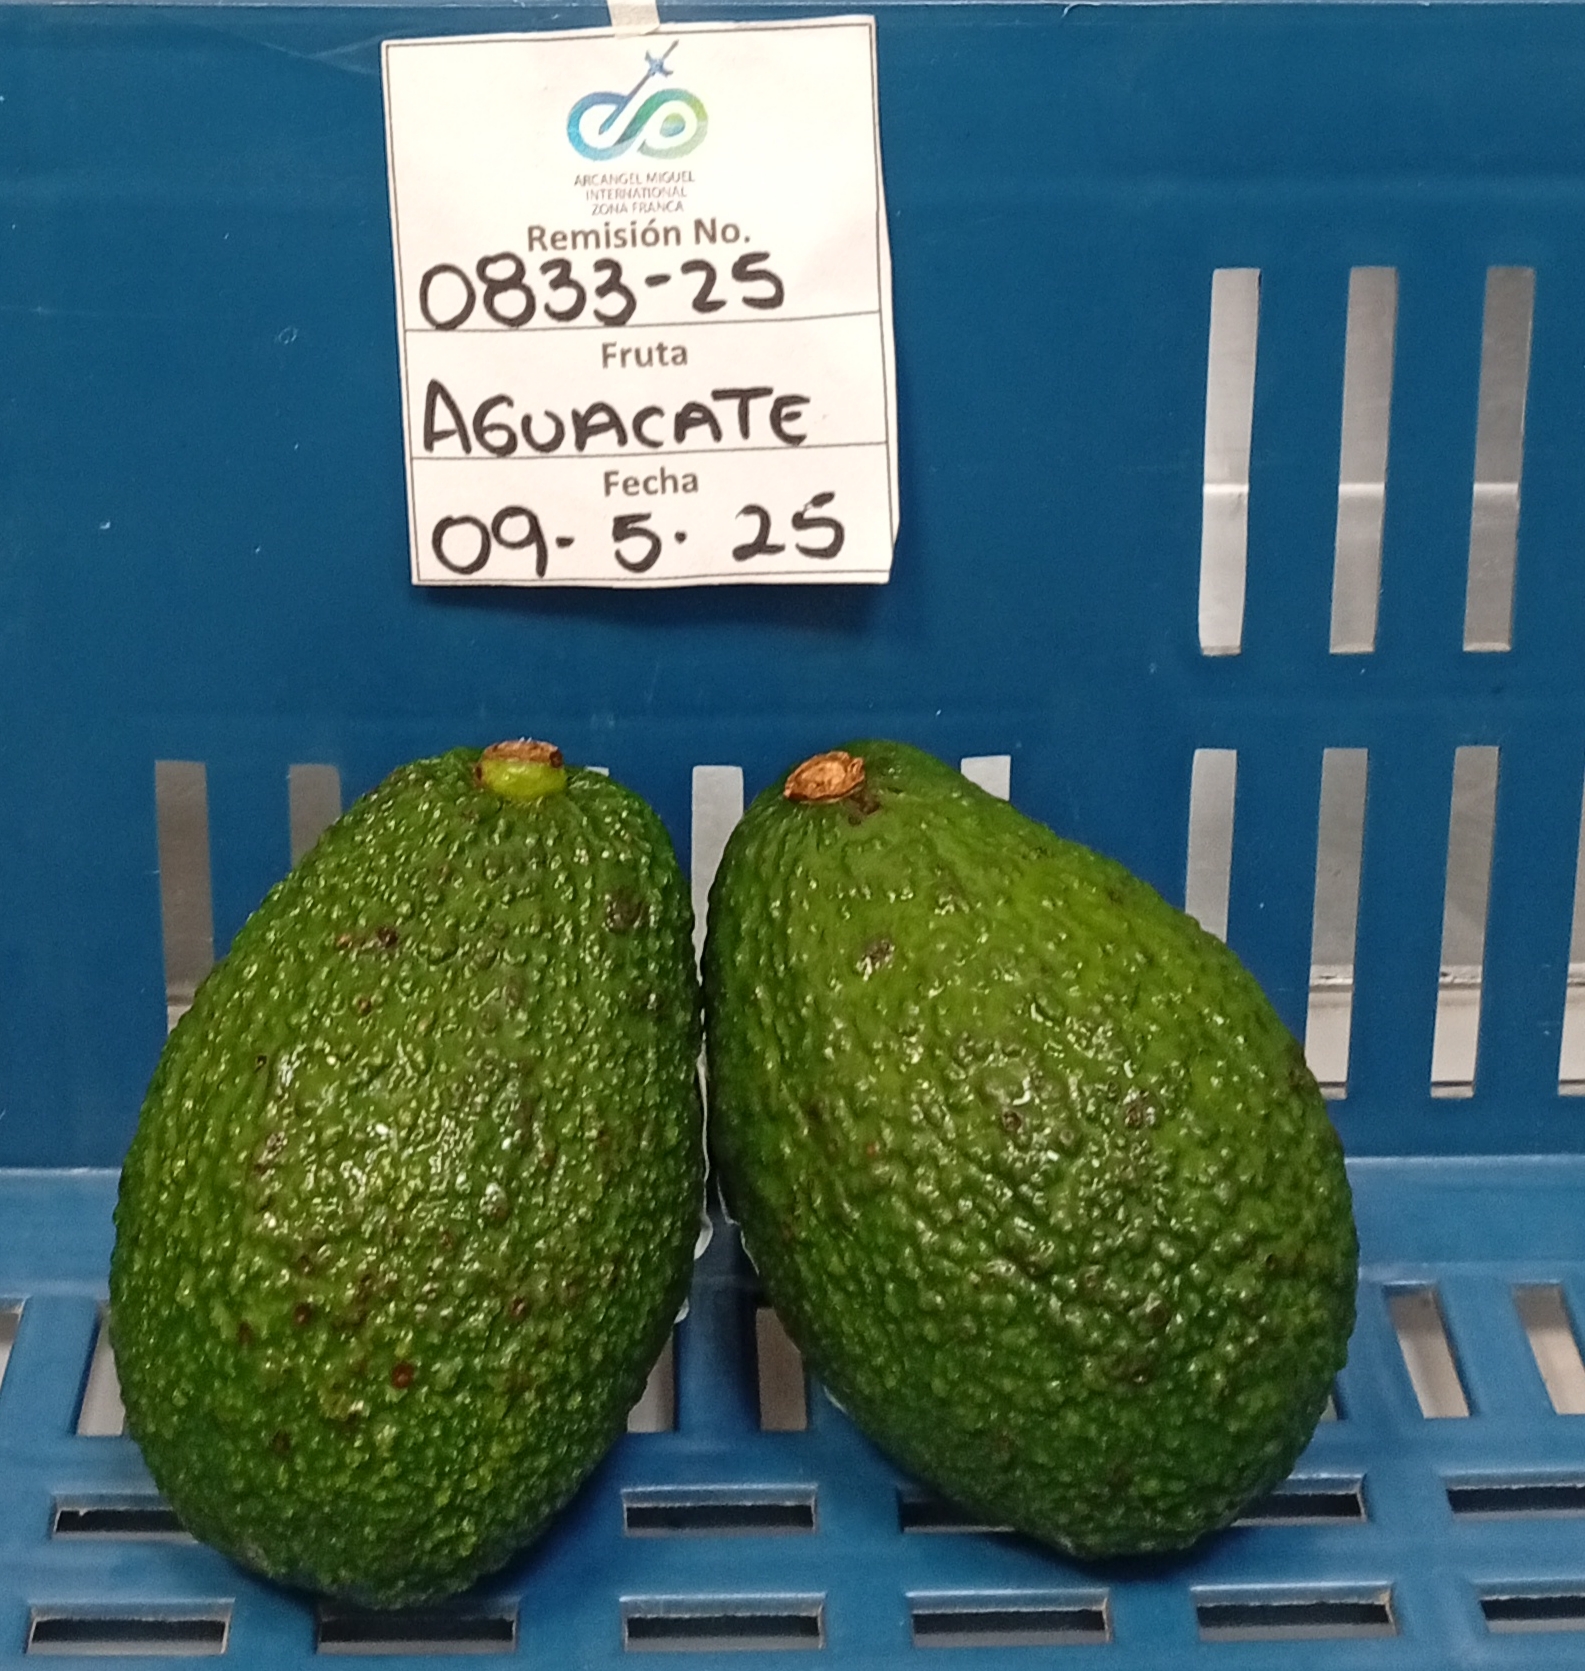 ARCANGEL MIGUEL
INTERNATIONAL
ZONA FRANCA
Remisión No.
0833-25
Fruta
AGUACATE
Fecha
09. 5. 25